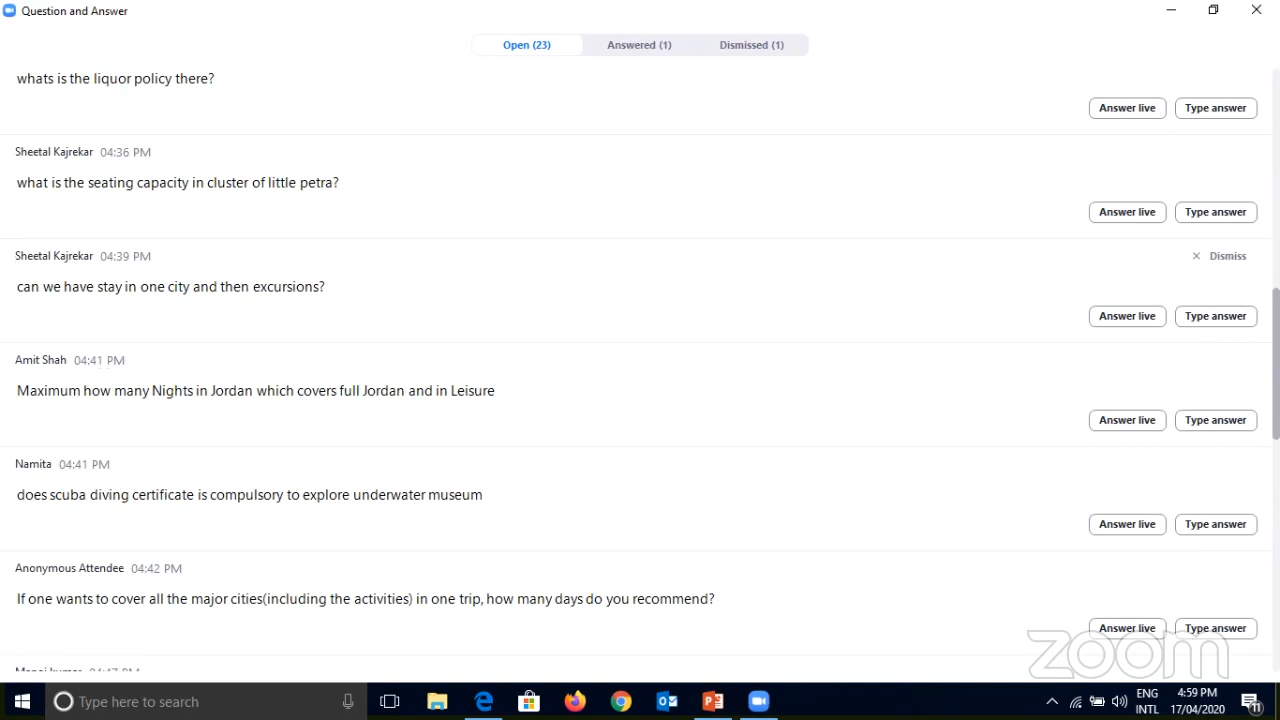 Question and Answer
Open (23) Answered (1) Dismissed (1)
whats is the liquor policy there?
Answer live Type answer
Sheetal Kajrekar 04:36 PM
what is the seating capacity in cluster of little petra?
Answer live Type answer
Sheetal Kajrekar 04:39 PM × Dismiss
can we have stay in one city and then excursions?
Answer live Type answer
Amit Shah 04:41 PM
Maximum how many Nights in Jordan which covers full Jordan and in Leisure
Answer live Type answer
Namita 04:41 PM
does scuba diving certificate is compulsory to explore underwater museum
Answer live Type answer
Anonymous Attendee 04:42 PM
If one wants to cover all the major cities(including the activities) in one trip, how many days do you recommend?
Answer live Type answer
zoom
Type here to search
ENG 4:59 PM
INTL 17/04/2020 11